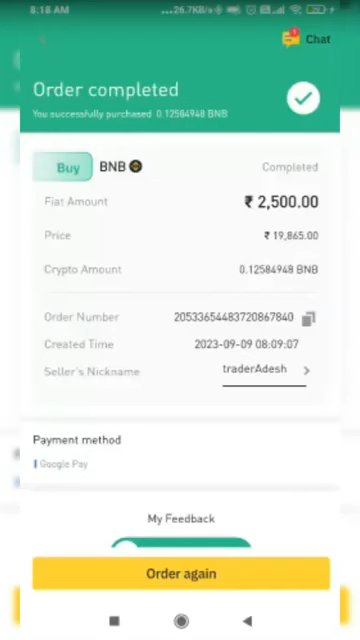 8:18 AM ...26.7KB/s
Chat
Order completed
You successfully purchased 0.12584948 BNB
Buy BNB Completed
Fiat Amount ₹ 2,500.00
Price ₹ 19,865.00
Crypto Amount 0.12584948 BNB
Order Number 20533654483720867840
Created Time 2023-09-09 08:09:07
Seller's Nickname traderAdesh
Payment method
Google Pay
My Feedback
Order again